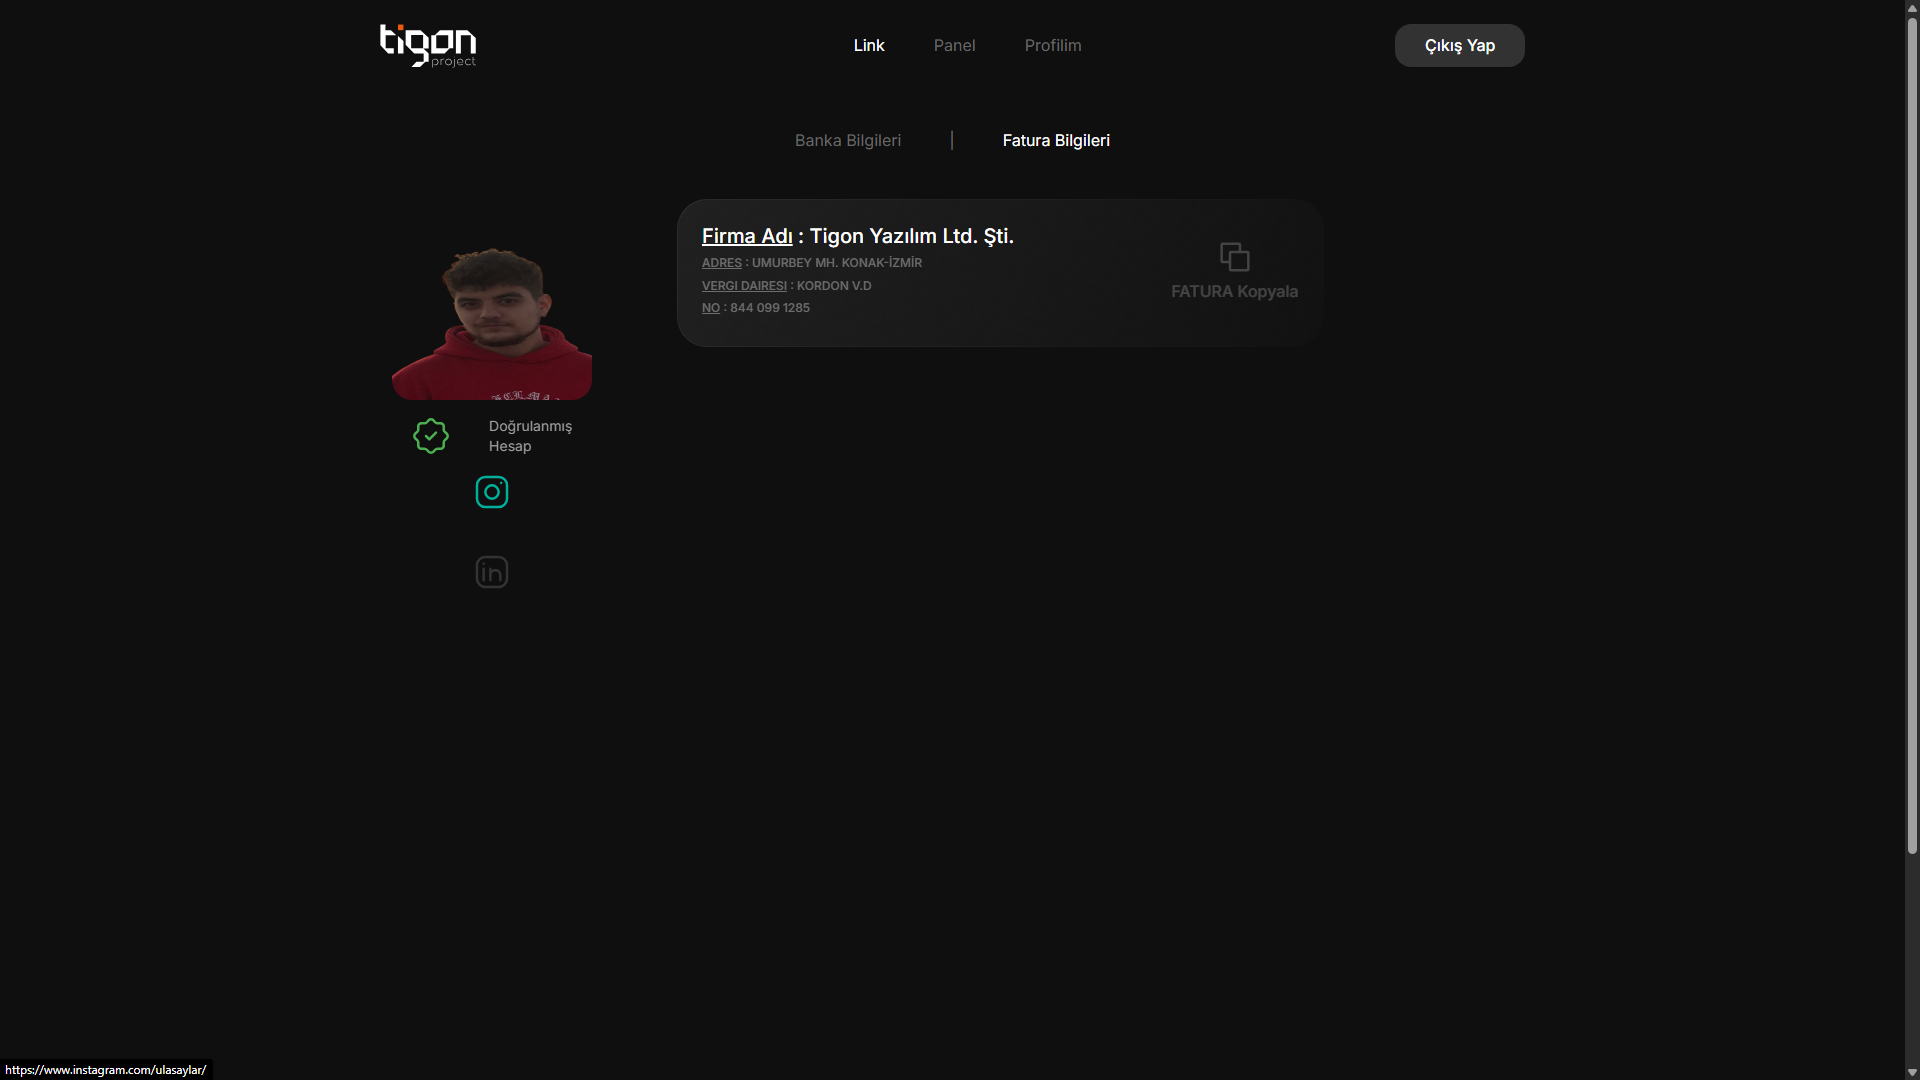 tigon
project
Link
Panel
Profilim
Çıkış Yap
Banka Bilgileri
|
Fatura Bilgileri
Firma Adı : Tigon Yazılım Ltd. Şti.
ADRES : UMURBEY MH. KONAK-İZMİR
VERGI DAIRESI : KORDON V.D
NO : 844 099 1285
FATURA Kopyala
Doğrulanmış
Hesap
in
https://www.instagram.com/ulasaylar/